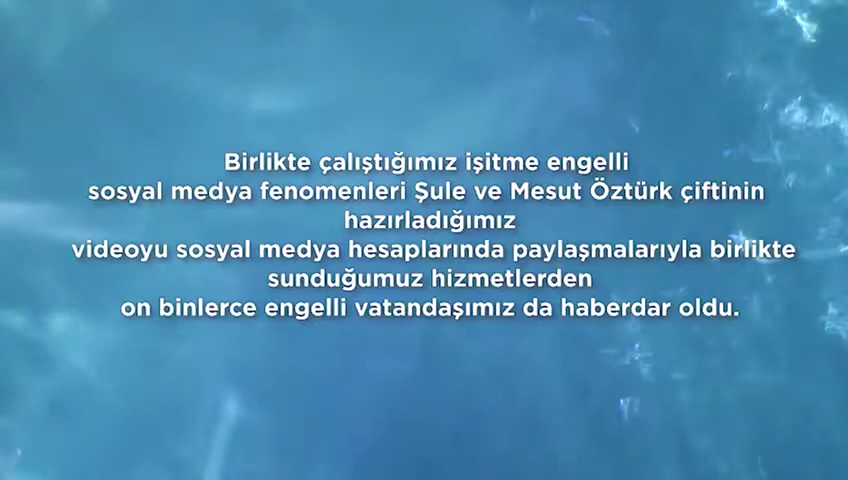 Birlikte çalıştığımız işitme engelli
sosyal medya fenomenleri Şule ve Mesut Öztürk çiftinin
hazırladığımız
videoyu sosyal medya hesaplarında paylaşmalarıyla birlikte
sunduğumuz hizmetlerden
on binlerce engelli vatandaşımız da haberdar oldu.